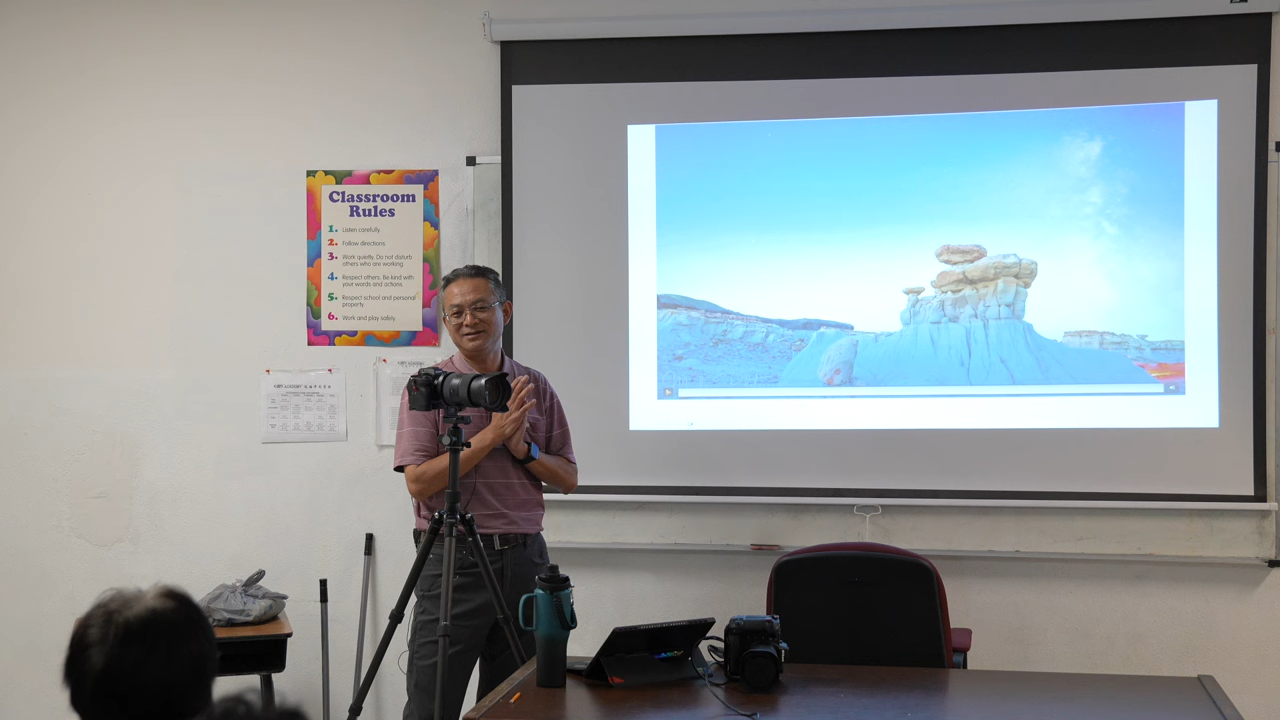 Classroom
Rules
1. Listen carefully.
2. Follow directions.
3. Work quietly. Do not disturb
others who are working.
4. Respect others. Be kind with
your words and actions.
5. Respect school and personal
property.
6. Work and play safely.